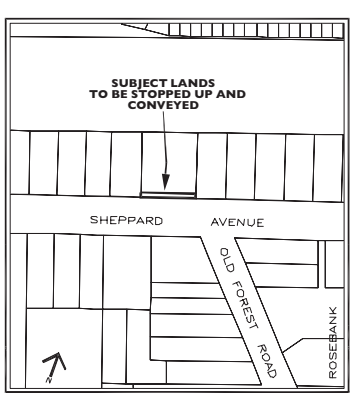 SUBJECT LANDS
TO BE STOPPED UP AND
CONVEYED
SHEPPARD AVENUE
OLD FOREST ROAD
ROSEBANK
N